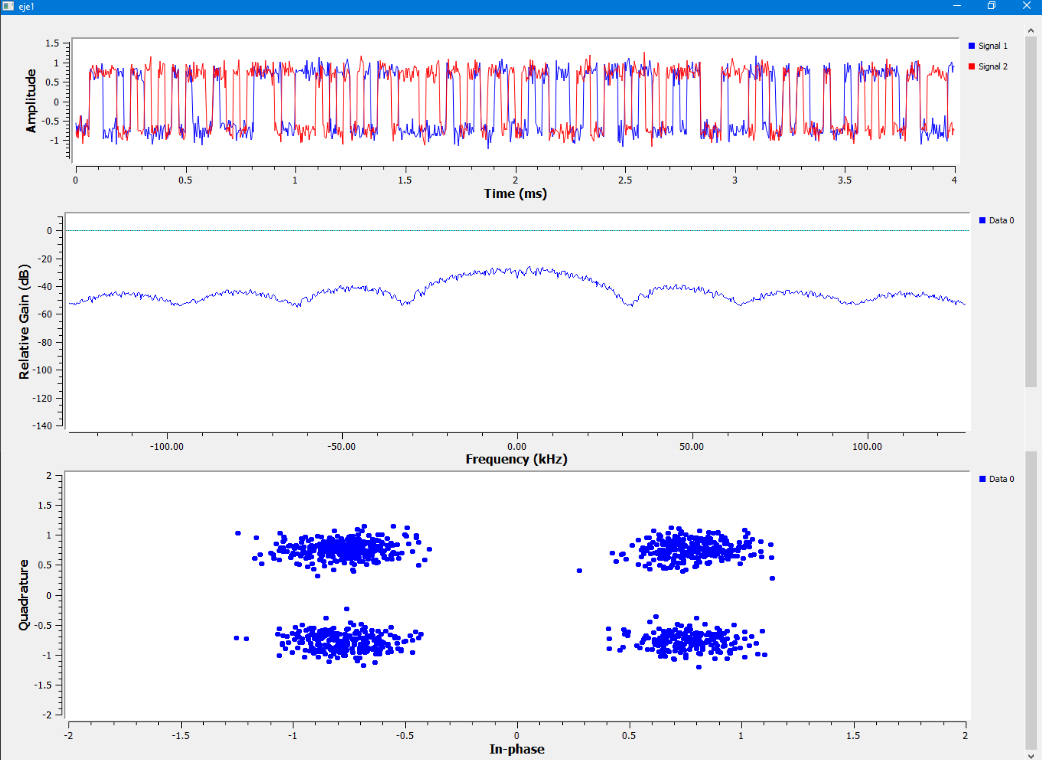 eje1
1.5
1
0.5
0
-0.5
-1
Amplitude
Signal 1
Signal 2
0 0.5 1 1.5 2 2.5 3 3.5 4
Time (ms)
0
-20
-40
-60
-80
-100
-120
-140
Relative Gain (dB)
Data 0
-100.00 -50.00 0.00 50.00 100.00
Frequency (kHz)
2
1.5
1
0.5
0
-0.5
-1
-1.5
-2
Quadrature
Data 0
-2 -1.5 -1 -0.5 0 0.5 1 1.5 2
In-phase